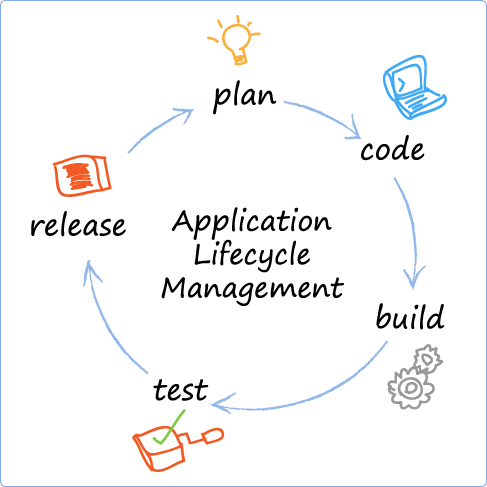 plan
code
release
Application
Lifecycle
Management
build
test